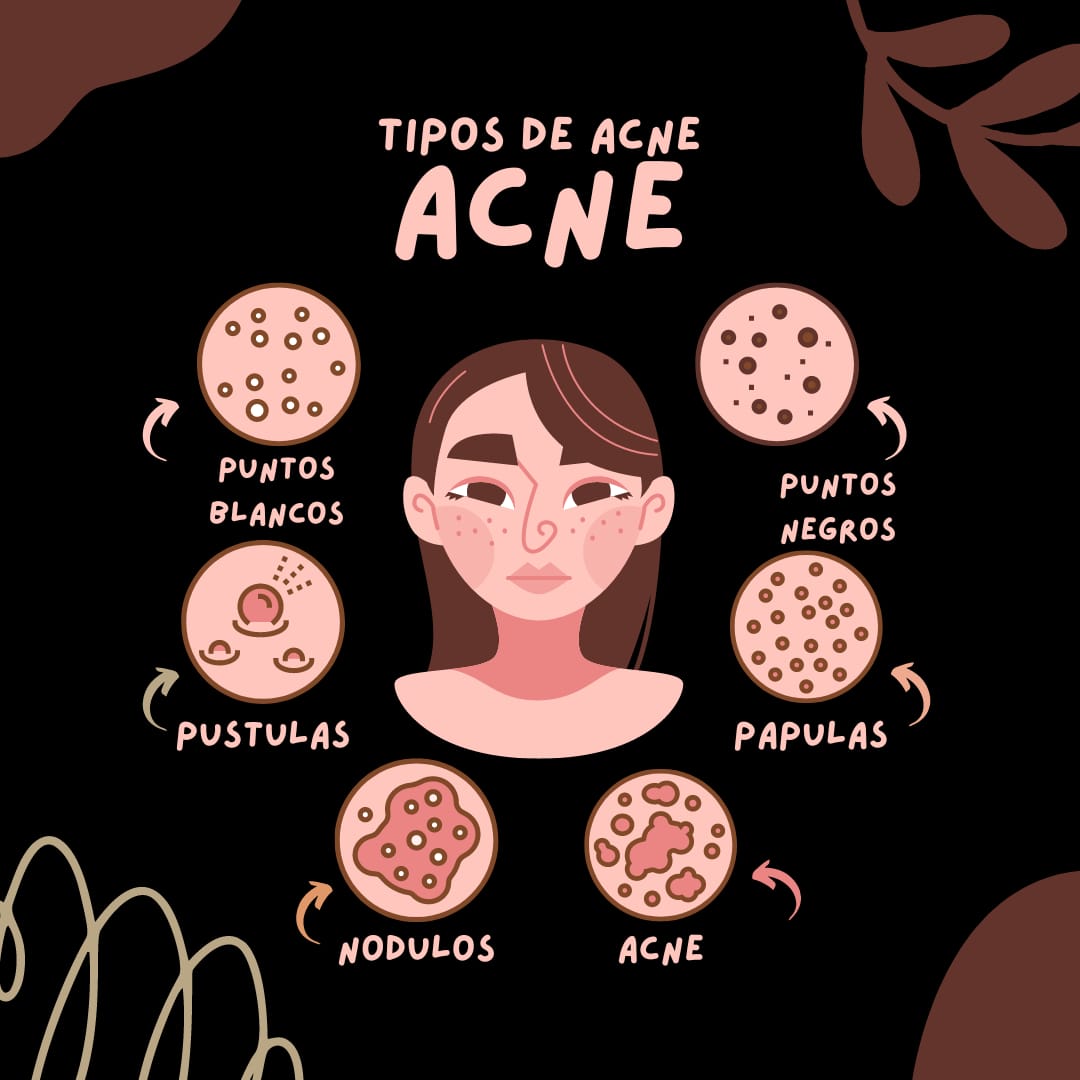 TIPOS DE ACNE
ACNE
PUNTOS
BLANCOS
PUNTOS
NEGROS
PUSTULAS
PAPULAS
NODULOS
ACNE